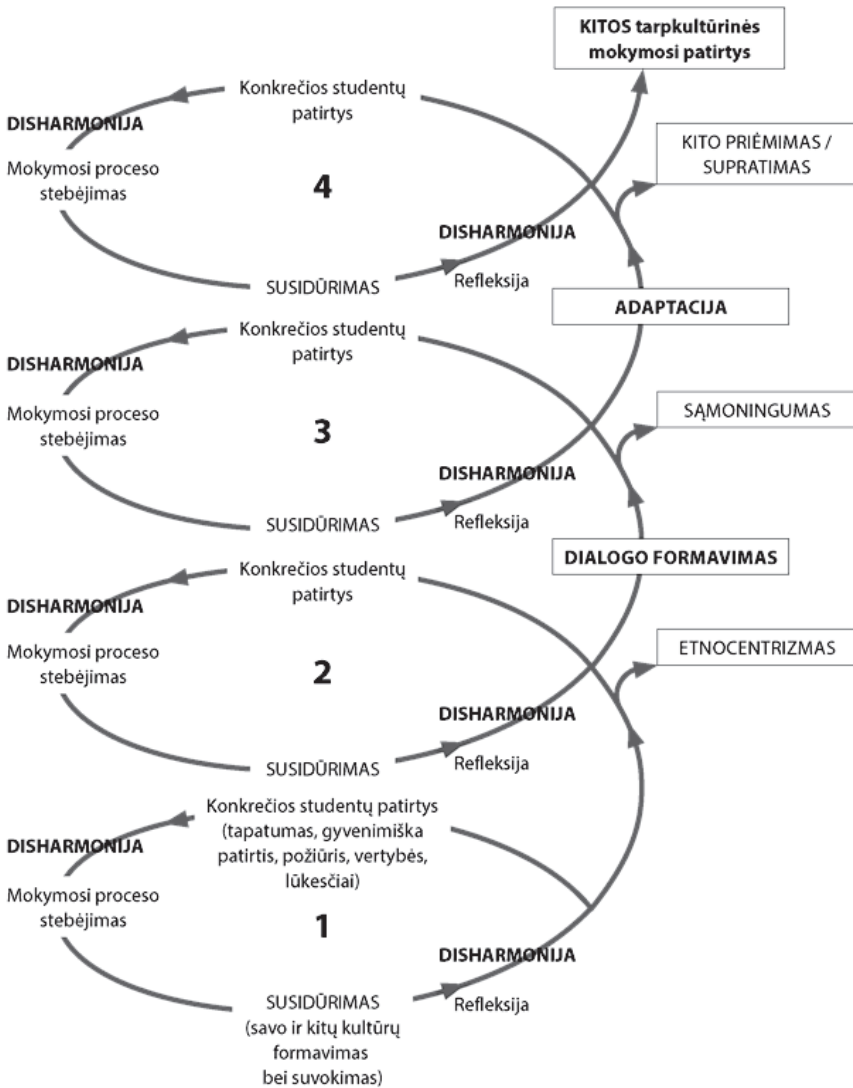 KITOS tarpkultūrinės
mokymosi patirtys
Konkrečios studentų
patirtys
DISHARMONIJA
KITO PRIĖMIMAS /
SUPRATIMAS
Mokymosi proceso
stebėjimas
4
DISHARMONIJA
Refleksija
SUSIDŪRIMAS
ADAPTACIJA
Konkrečios studentų
patirtys
DISHARMONIJA
Mokymosi proceso
stebėjimas
SĄMONINGUMAS
3
DISHARMONIJA
Refleksija
SUSIDŪRIMAS
DIALOGO FORMAVIMAS
Konkrečios studentų
patirtys
DISHARMONIJA
Mokymosi proceso
stebėjimas
ETNOCENTRIZMAS
2
DISHARMONIJA
Refleksija
SUSIDŪRIMAS
Konkrečios studentų patirtys
(tapatumas, gyvenimiška
patirtis, požiūris, vertybės,
lūkesčiai)
DISHARMONIJA
Mokymosi proceso
stebėjimas
1
DISHARMONIJA
Refleksija
SUSIDŪRIMAS
(savo ir kitų kultūrų
formavimas
bei suvokimas)